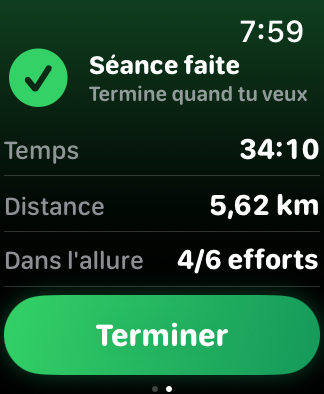 7:59
Séance faite
Termine quand tu veux
Temps 34:10
Distance 5,62 km
Dans l'allure 4/6 efforts
Terminer